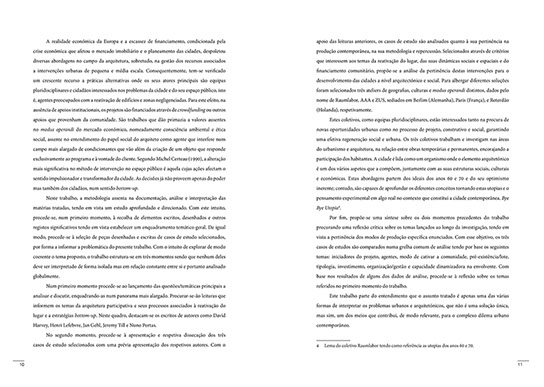 A realidade económica da Europa e a escassez de financiamento, condicionada pela
crise económica que afetou o mercado imobiliário e o planeamento das cidades, despoletou
diversas abordagens no campo da arquitetura, sobretudo, na gestão dos recursos associados
a intervenções urbanas de pequena e média escala. Consequentemente, tem-se verificado
um crescente recurso a práticas alternativas onde os seus atores principais são equipas
pluridisciplinares e cidadãos interessados nos problemas da cidade e do seu espaço público, isto
é, agentes preocupados com a reativação de edifícios e zonas negligenciadas. Para este efeito, na
ausência de apoios institucionais, os projetos são financiados através de crowdfunding ou outros
apoios que provenham da comunidade. São trabalhos que dão primazia a valores assentes
no modus operandi do mercado económico, nomeadamente consciência ambiental e ética
social, assente no entendimento do papel social do arquiteto como agente que interfere num
campo mais alargado de condicionantes que vão além da criação de um objeto que responde
exclusivamente ao programa e à vontade do cliente. Segundo Michel Certeau (1990), a alteração
mais significativa no método de intervenção no espaço público é aquela cujas ações afetam o
sentido impulsionador e transformador da cidade. As decisões já não provêem apenas do poder
mas também dos cidadãos, num sentido bottom-up.
Neste trabalho, a metodologia assenta na documentação, análise e interpretação das
matérias tratadas, tendo em vista um estudo aprofundado e direcionado. Com este intuito,
procede-se, num primeiro momento, à recolha de elementos escritos, desenhados e outros
registos significativos tendo em vista estabelecer um enquadramento temático geral. De igual
modo, procede-se à seleção de peças desenhadas e escritas de casos de estudo selecionados,
por forma a informar a problemática do presente trabalho. Com o intuito de explorar de modo
coerente o tema proposto, o trabalho estrutura-se em três momentos sendo que nenhum deles
deve ser interpretado de forma isolada mas em relação constante entre si e portanto analisado
globalmente.
Num primeiro momento procede-se ao lançamento das questões/temáticas principais a
analisar e discutir, enquadrando-as num panorama mais alargado. Procurar-se-ão leituras que
informem os temas da arquitetura participativa e seus processos associados à reativação do
lugar e a estratégias bottom-up. Neste quadro, destacam-se os escritos de autores como David
Harvey, Henri Lefebvre, Jan Gehl, Jeremy Till e Nuno Portas.
No segundo momento, procede-se à apresentação e respetiva dissecação dos três
casos de estudo selecionados com uma prévia apresentação dos respetivos autores. Com o
10
apoio das leituras anteriores, os casos de estudo são analisados quanto à sua pertinência na
produção contemporânea, na sua metodologia e repercussão. Selecionados através de critérios
que interessem aos temas da reativação do lugar, das suas dinâmicas sociais e espaciais e do
financiamento comunitário, propõe-se a análise da pertinência destas intervenções para o
desenvolvimento das cidades a nível arquitetónico e social. Para albergar diferentes soluções
foram selecionados três ateliers de geografias, culturas e modus operandi distintos, dados pelo
nome de Raumlabor, AAA e ZUS, sediados em Berlim (Alemanha), Paris (França), e Roterdão
(Holanda), respetivamente.
Estes coletivos, como equipas pluridisciplinares, estão interessados tanto na procura de
novas oportunidades urbanas como no processo de projeto, construtivo e social, garantindo
uma efetiva regeneração social e urbana. Os três coletivos trabalham e investigam nas áreas
do urbanismo e arquitetura, na relação entre obras temporárias e permanentes, encorajando a
participação dos habitantes. A cidade é lida como um organismo onde o elemento arquitetónico
é um dos vários aspetos que a compõem, juntamente com as suas estruturas sociais, culturais
e económicas. Estas abordagens partem dos ideais dos anos 60 e 70 e do seu optimismo
inerente; contudo, são capazes de aprofundar os diferentes conceitos tornando estas utopias e o
pensamento experimental em algo real no contexto que constitui a cidade contemporânea. Bye
Bye Utopia⁴.
Por fim, propõe-se uma síntese sobre os dois momentos precedentes do trabalho
procurando uma reflexão crítica sobre os temas lançados ao longo da investigação, tendo em
vista a pertinência dos modos de produção específica enunciados. Com esse objetivo, os três
casos de estudo são comparados numa grelha comum de análise tendo por base os seguintes
temas: iniciadores do projeto, agentes, modo de cativar a comunidade, pré-existência/lote,
tipologia, investimento, organização/gestão e capacidade dinamizadora na envolvente. Com
base nos resultados de alguns dos dados de análise, procede-se à reflexão sobre os temas
referidos no primeiro momento do trabalho.
Este trabalho parte do entendimento que o assunto tratado é apenas uma das várias
formas de interpretar os problemas urbanos e arquitetónicos, que não é uma solução única,
mas sim, um dos meios que contribui, de modo relevante, para o complexo dilema urbano
contemporâneo.
4 Lema do coletivo Raumlabor tendo como referência as utopias dos anos 60 e 70.
11